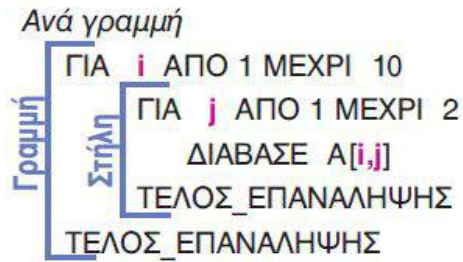 Ανά γραμμή
ΓΙΑ i ΑΠΟ 1 ΜΕΧΡΙ 10
ΓΙΑ j ΑΠΟ 1 ΜΕΧΡΙ 2
ΔΙΑΒΑΣΕ Α[i,j]
ΤΕΛΟΣ_ΕΠΑΝΑΛΗΨΗΣ
ΤΕΛΟΣ_ΕΠΑΝΑΛΗΨΗΣ
Γραμμή
Στήλη